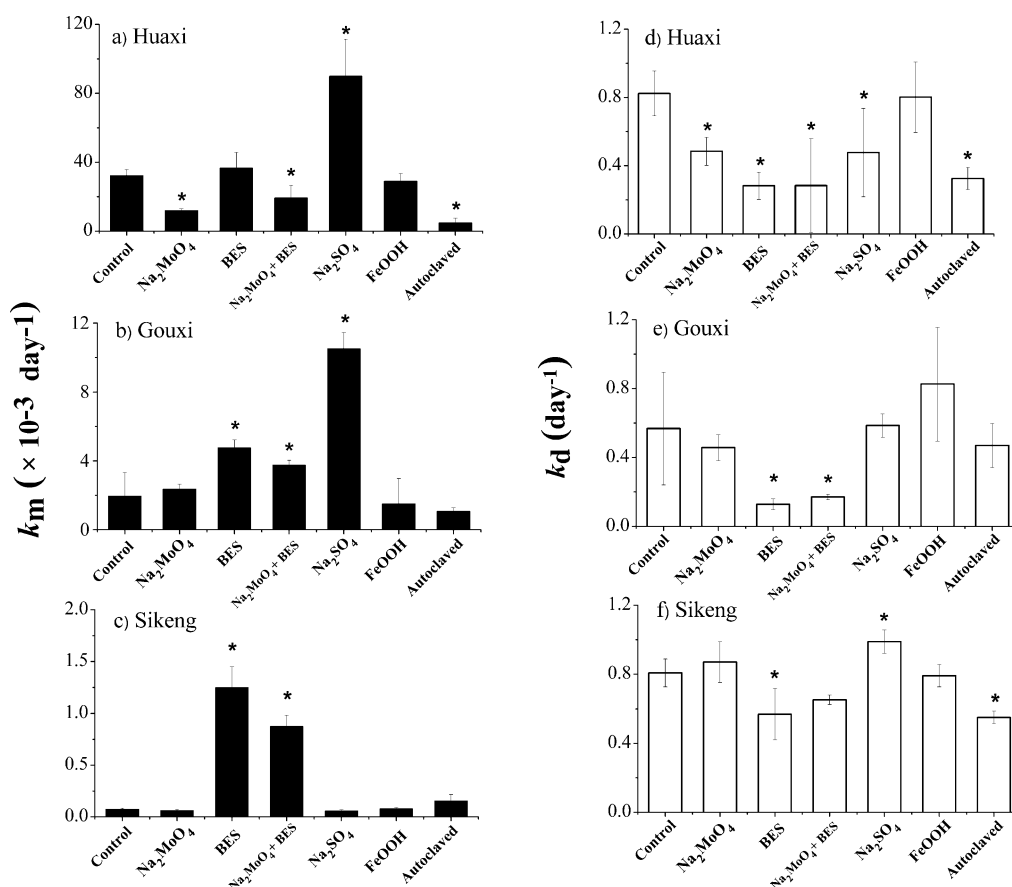 a) Huaxi
120
80
40
0
*
*
*
*
Control
Na₂MoO₄
BES
Na₂MoO₄+BES
Na₂SO₄
FeOOH
Autoclaved
b) Gouxi
12
8
4
0
*
*
*
Control
Na₂MoO₄
BES
Na₂MoO₄+BES
Na₂SO₄
FeOOH
Autoclaved
c) Sikeng
2.0
1.5
1.0
0.5
0.0
*
*
Control
Na₂MoO₄
BES
Na₂MoO₄+BES
Na₂SO₄
FeOOH
Autoclaved
km ( × 10-3 day-1)
d) Huaxi
1.2
0.8
0.4
0.0
*
*
*
*
*
Control
Na₂MoO₄
BES
Na₂MoO₄+BES
Na₂SO₄
FeOOH
Autoclaved
e) Gouxi
1.2
0.8
0.4
0.0
*
*
Control
Na₂MoO₄
BES
Na₂MoO₄+BES
Na₂SO₄
FeOOH
Autoclaved
f) Sikeng
1.2
0.8
0.4
0.0
*
*
*
Control
Na₂MoO₄
BES
Na₂MoO₄+BES
Na₂SO₄
FeOOH
Autoclaved
kd (day⁻¹)